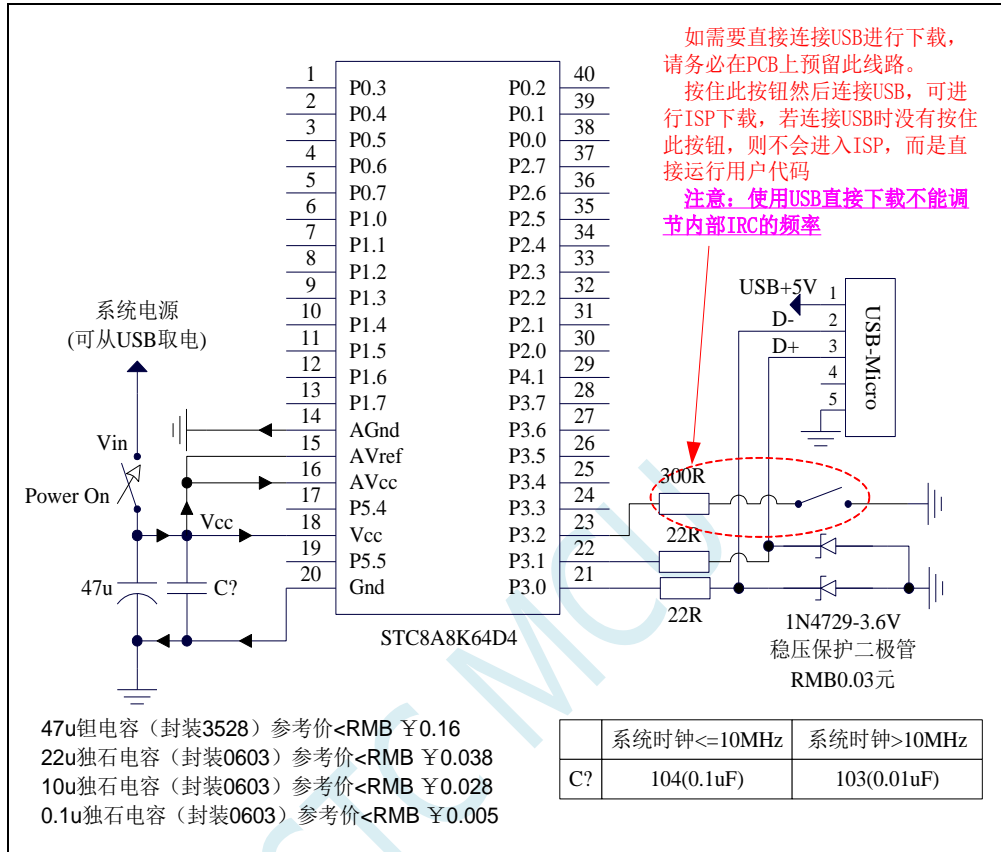 如需要直接连接USB进行下载，
请务必在PCB上预留此线路。
按住此按钮然后连接USB，可进
行ISP下载，若连接USB时没有按住
此按钮，则不会进入ISP，而是直
接运行用户代码
注意：使用USB直接下载不能调
节内部IRC的频率
1 P0.3 P0.2 40
2 P0.4 P0.1 39
3 P0.5 P0.0 38
4 P0.6 P2.7 37
5 P0.7 P2.6 36
6 P1.0 P2.5 35
7 P1.1 P2.4 34
8 P1.2 P2.3 33
9 P1.3 P2.2 32
10 P1.4 P2.1 31
11 P1.5 P2.0 30
12 P1.6 P4.1 29
13 P1.7 P3.7 28
14 AGnd P3.6 27
15 AVref P3.5 26
16 AVcc P3.4 25
17 P5.4 P3.3 24
18 Vcc P3.2 23
19 P5.5 P3.1 22
20 Gnd P3.0 21
STC8A8K64D4
系统电源
(可从USB取电)
Vin
Power On
Vcc
47u
C?
USB+5V 1
D- 2
D+ 3
4
5
USB-Micro
300R
22R
22R
1N4729-3.6V
稳压保护二极管
RMB0.03元
47u钽电容（封装3528）参考价<RMB ￥0.16
22u独石电容（封装0603）参考价<RMB ￥0.038
10u独石电容（封装0603）参考价<RMB ￥0.028
0.1u独石电容（封装0603）参考价<RMB ￥0.005
系统时钟<=10MHz 系统时钟>10MHz
C? 104(0.1uF) 103(0.01uF)
STC MCU